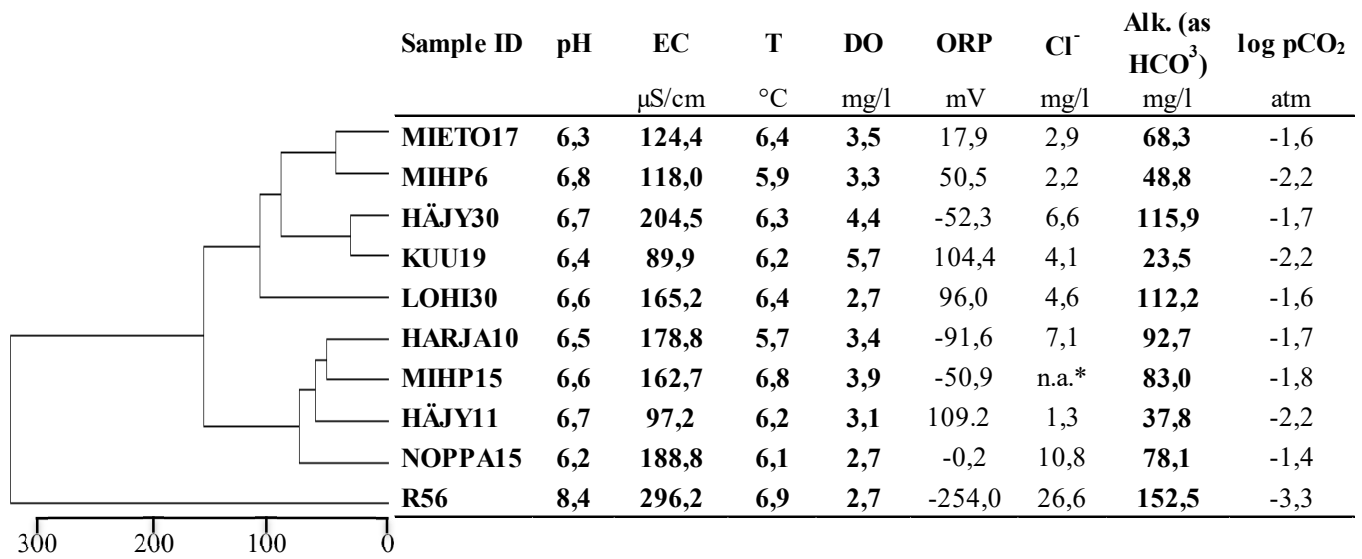 Sample ID pH EC T DO ORP Cl⁻ Alk. (as HCO³) log pCO₂
µS/cm °C mg/l mV mg/l mg/l atm
MIETO17 6,3 124,4 6,4 3,5 17,9 2,9 68,3 -1,6
MIHP6 6,8 118,0 5,9 3,3 50,5 2,2 48,8 -2,2
HÄJY30 6,7 204,5 6,3 4,4 -52,3 6,6 115,9 -1,7
KUU19 6,4 89,9 6,2 5,7 104,4 4,1 23,5 -2,2
LOHI30 6,6 165,2 6,4 2,7 96,0 4,6 112,2 -1,6
HARJA10 6,5 178,8 5,7 3,4 -91,6 7,1 92,7 -1,7
MIHP15 6,6 162,7 6,8 3,9 -50,9 n.a.* 83,0 -1,8
HÄJY11 6,7 97,2 6,2 3,1 109.2 1,3 37,8 -2,2
NOPPA15 6,2 188,8 6,1 2,7 -0,2 10,8 78,1 -1,4
R56 8,4 296,2 6,9 2,7 -254,0 26,6 152,5 -3,3
300 200 100 0